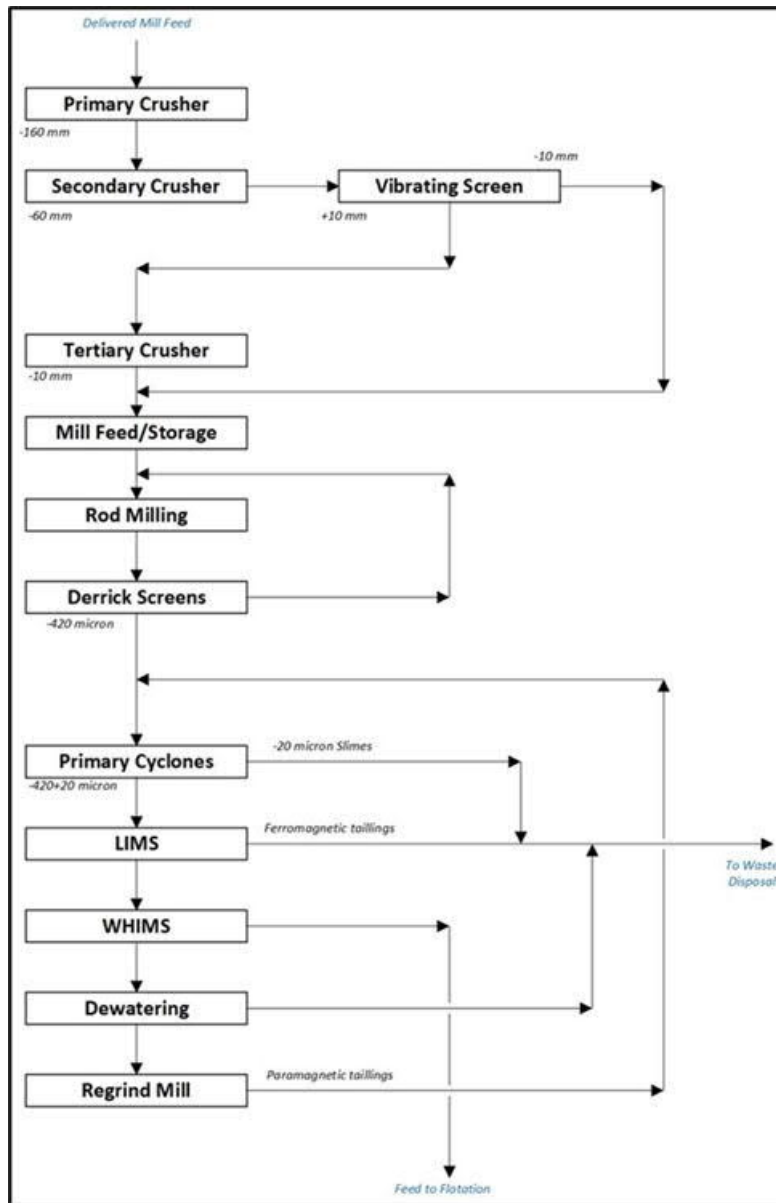 Delivered Mill Feed
Primary Crusher
-160 mm
-10 mm
Secondary Crusher
Vibrating Screen
-60 mm
+10 mm
Tertiary Crusher
-10 mm
Mill Feed/Storage
Rod Milling
Derrick Screens
-420 micron
-20 micron Slimes
Primary Cyclones
-420+20 micron
Ferromagnetic taillings
LIMS
To Waste
Disposal
WHIMS
Dewatering
Paramagnetic taillings
Regrind Mill
Feed to Flotation